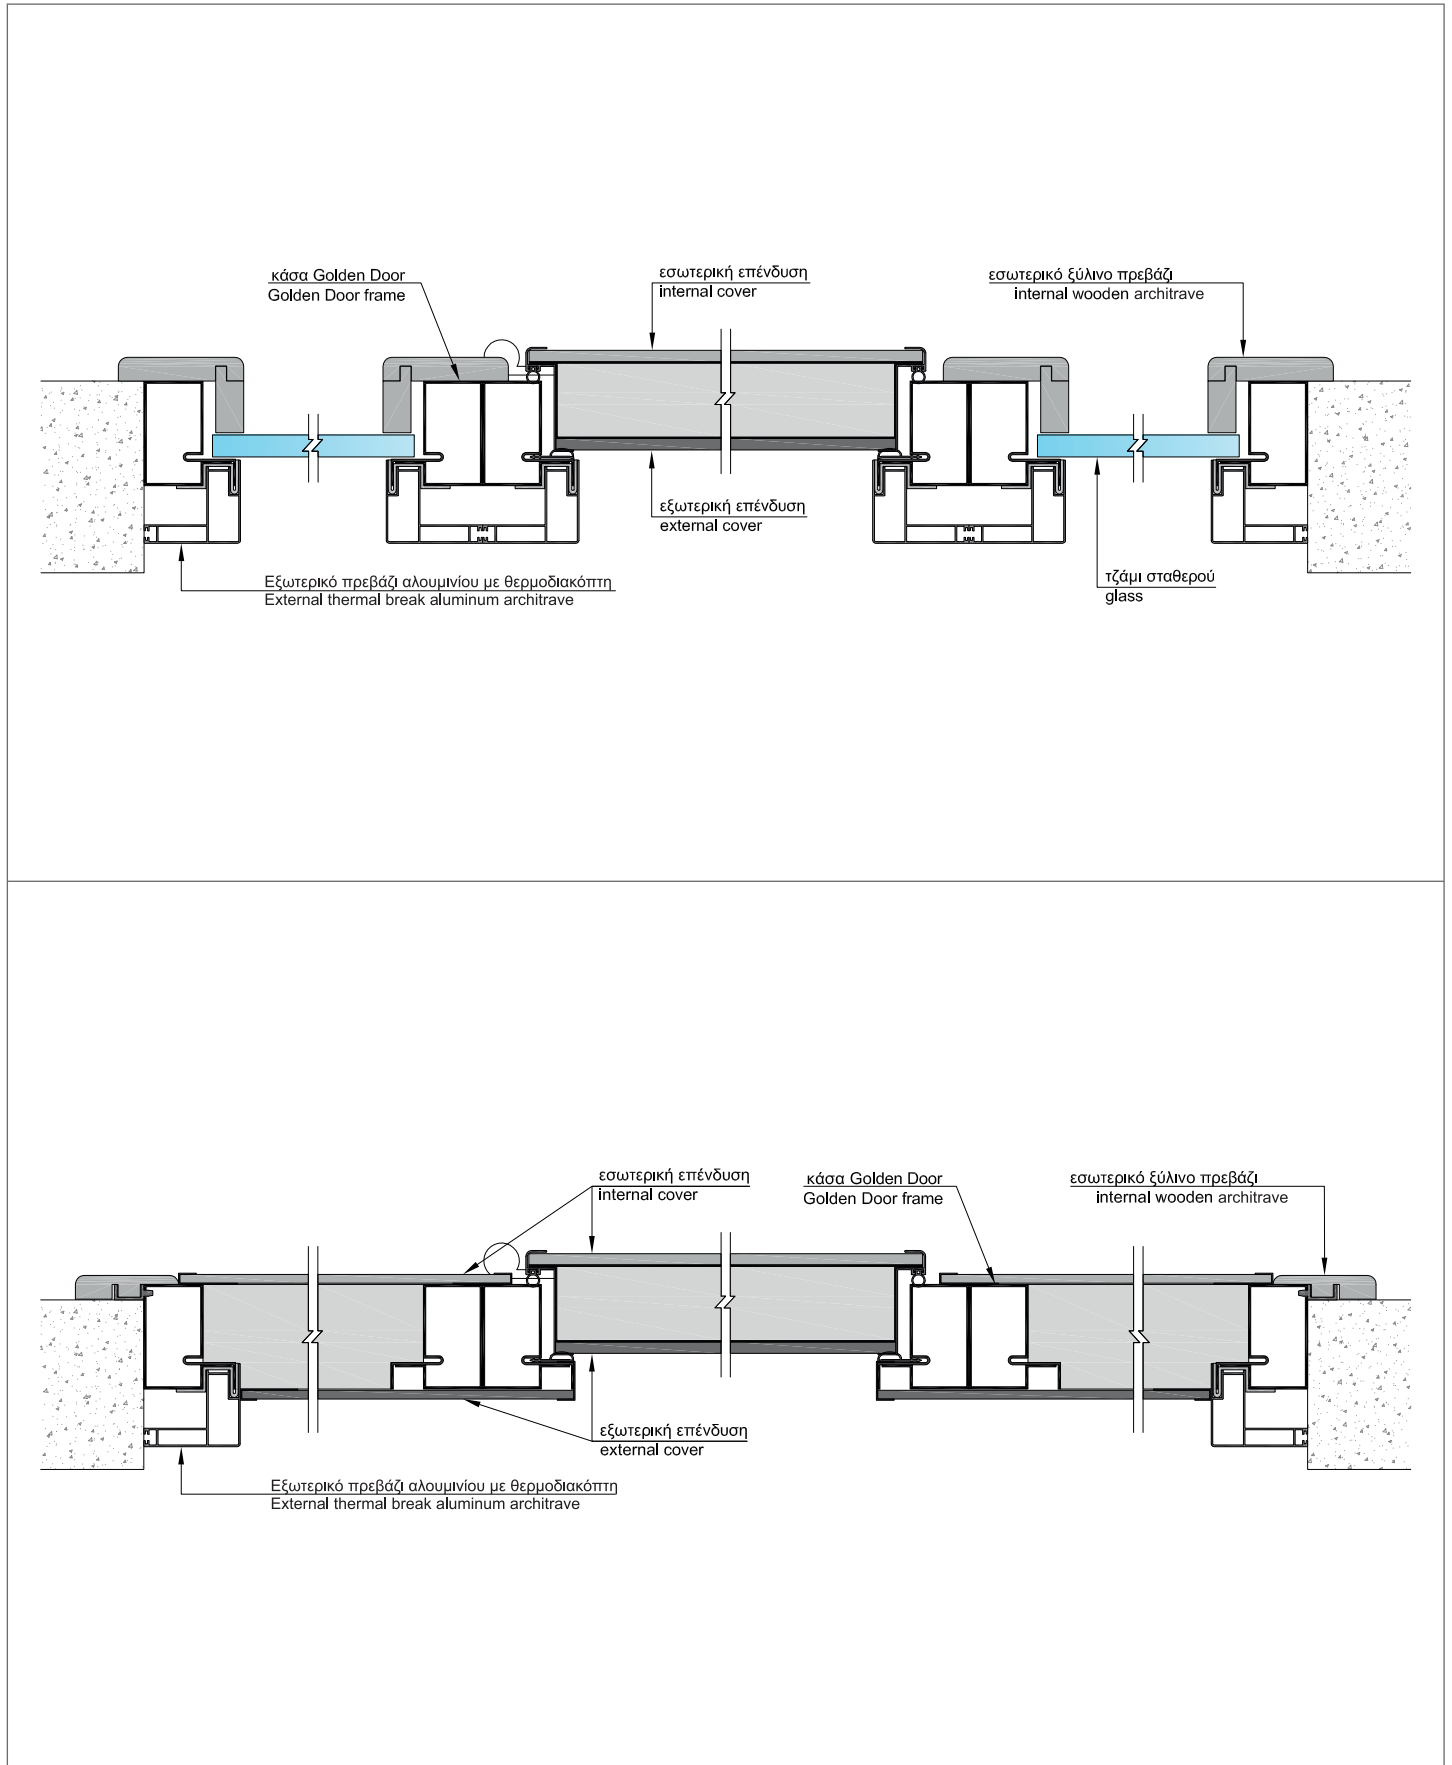 κάσα Golden Door
Golden Door frame
εσωτερική επένδυση
internal cover
εσωτερικό ξύλινο πρεβάζι
internal wooden architrave
εξωτερική επένδυση
external cover
Εξωτερικό πρεβάζι αλουμινίου με θερμοδιακόπτη
External thermal break aluminum architrave
τζάμι σταθερού
glass
εσωτερική επένδυση
internal cover
κάσα Golden Door
Golden Door frame
εσωτερικό ξύλινο πρεβάζι
internal wooden architrave
εξωτερική επένδυση
external cover
Εξωτερικό πρεβάζι αλουμινίου με θερμοδιακόπτη
External thermal break aluminum architrave